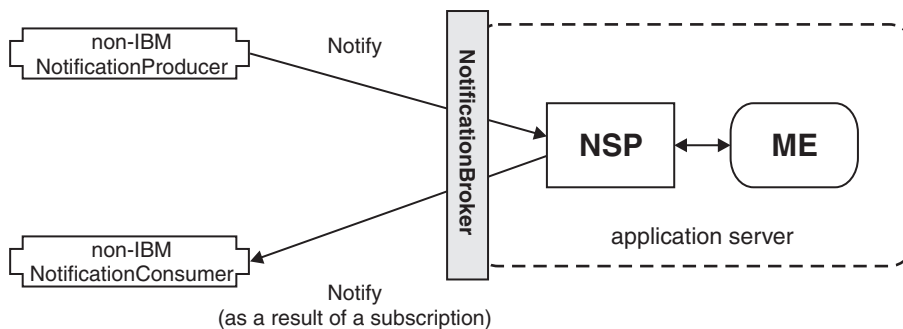 non-IBM
NotificationProducer
Notify
NotificationBroker
NSP
ME
application server
non-IBM
NotificationConsumer
Notify
(as a result of a subscription)